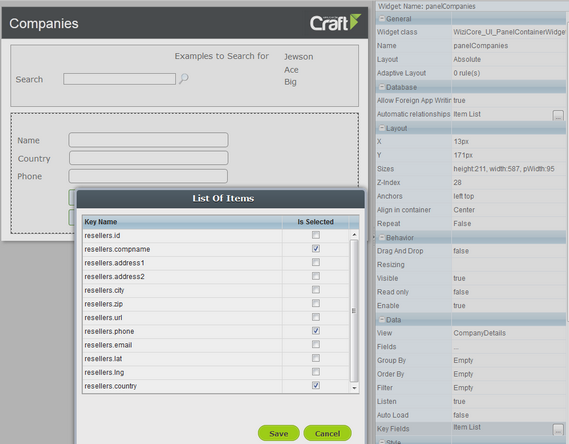 Companies
Craft
Examples to Search for
Jewson
Ace
Big
Search
Name
Country
Phone
List Of Items
Key Name Is Selected
resellers.id
resellers.compname
resellers.address1
resellers.address2
resellers.city
resellers.zip
resellers.url
resellers.phone
resellers.email
resellers.lat
resellers.lng
resellers.country
Save Cancel
Widget Name: panelCompanies
General
Widget class WiziCore_UI_PanelContainerWidget
Name panelCompanies
Layout Absolute
Adaptive Layout 0 rule(s)
Database
Allow Foreign App Writin true
Automatic relationships Item List ...
Layout
X 13px
Y 171px
Sizes height:211, width:587, pWidth:95
Z-Index 28
Anchors left top
Align in container Center
Repeat False
Behavior
Drag And Drop false
Resizing
Visible true
Read only false
Enable true
Data
View CompanyDetails
Fields ...
Group By Empty
Order By Empty
Filter Empty
Listen true
Auto Load false
Key Fields Item List ...
Style